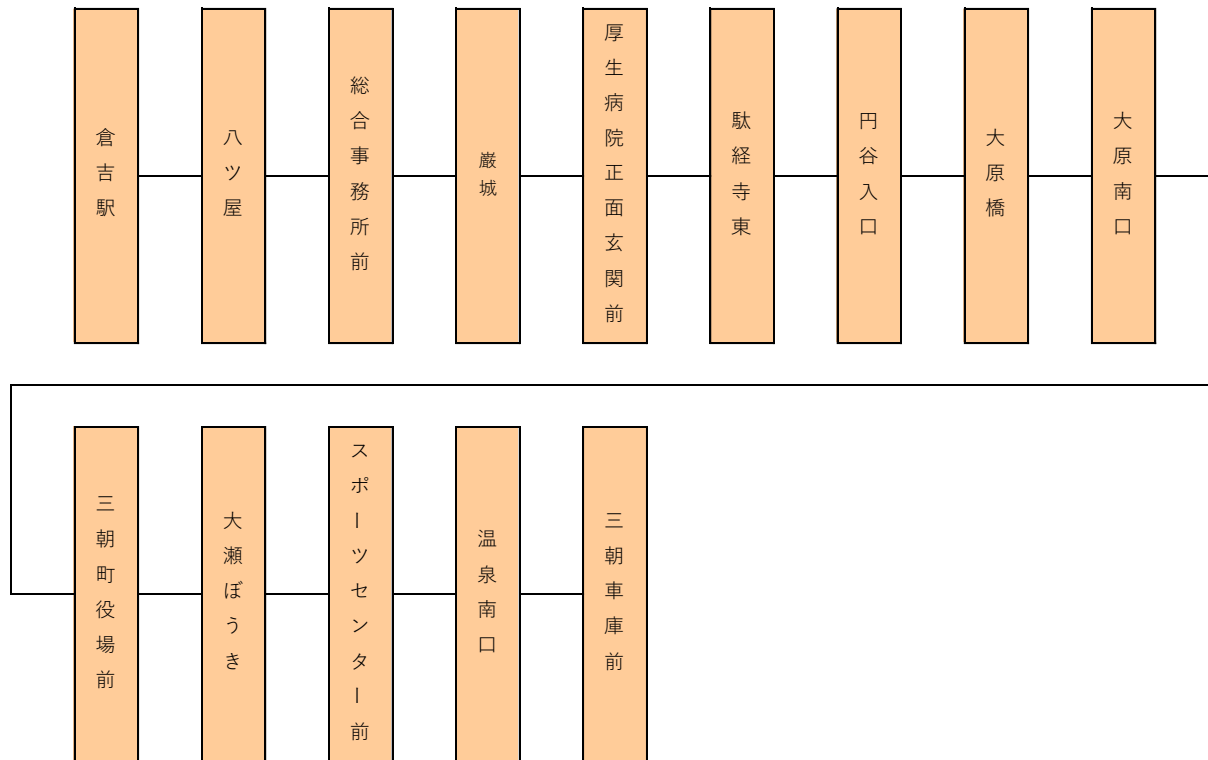 倉吉駅
八ツ屋
総合事務所前
巌城
厚生病院正面玄関前
駄経寺東
円谷入口
大原橋
大原南口
三朝町役場前
大瀬ぼうき
スポーツセンター前
温泉南口
三朝車庫前